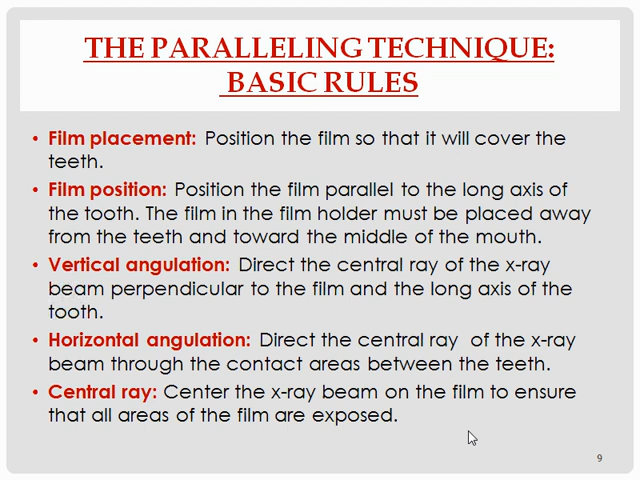 THE PARALLELING TECHNIQUE:
BASIC RULES
• Film placement: Position the film so that it will cover the
teeth.
• Film position: Position the film parallel to the long axis of
the tooth. The film in the film holder must be placed away
from the teeth and toward the middle of the mouth.
• Vertical angulation: Direct the central ray of the x-ray
beam perpendicular to the film and the long axis of the
tooth.
• Horizontal angulation: Direct the central ray of the x-ray
beam through the contact areas between the teeth.
• Central ray: Center the x-ray beam on the film to ensure
that all areas of the film are exposed.
9